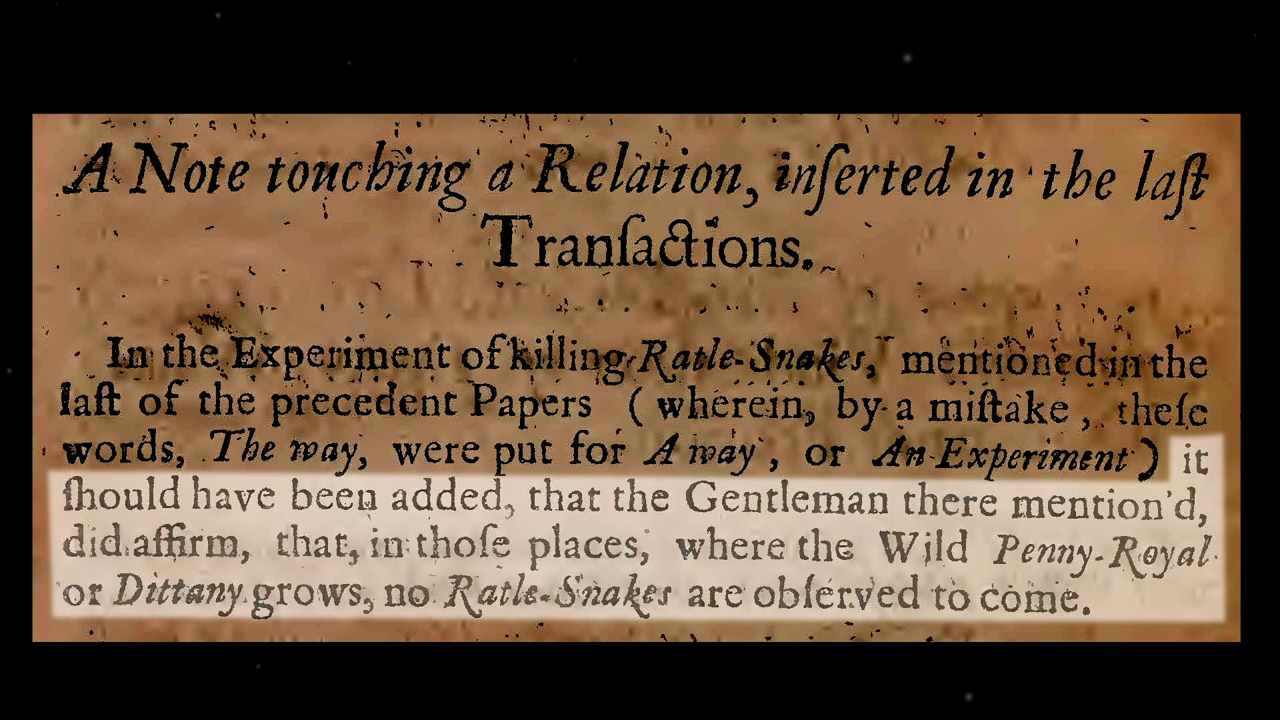 A Note touching a Relation, inſerted in the laſt
Tranſactions.
In the Experiment of killing Ratle-Snakes, mentioned in the
laſt of the precedent Papers (wherein, by a miſtake, theſe
words, The way, were put for A way, or An Experiment) it
ſhould have been added, that the Gentleman there mention'd,
did affirm, that, in thoſe places, where the Wild Penny-Royal
or Dittany grows, no Ratle-Snakes are obſerved to come.